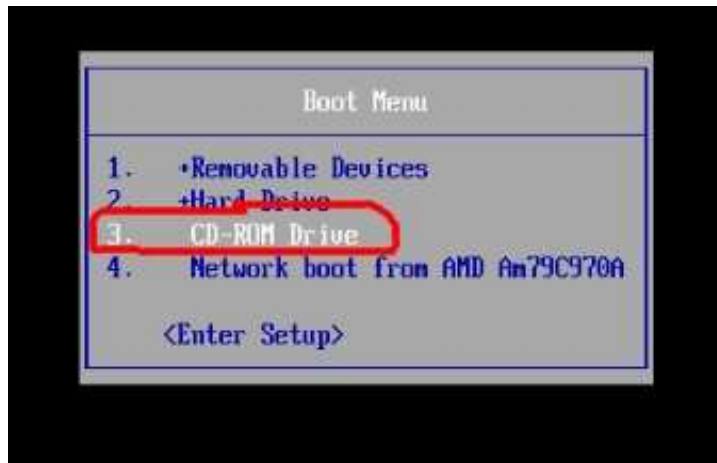 Boot Menu
1. +Removable Devices
2. +Hard Drive
3. CD-ROM Drive
4. Network boot from AMD Am79C970A
<Enter Setup>